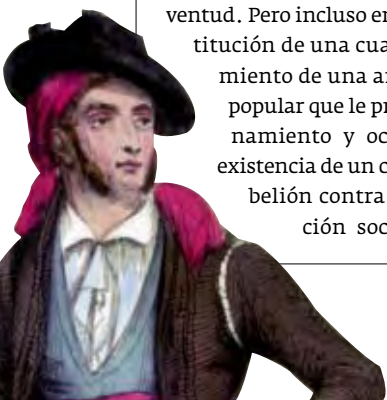 ventud. Pero incluso en
titución de una cua
miento de una a
popular que le pr
namiento y oc
existencia de un c
belión contra
ción soc